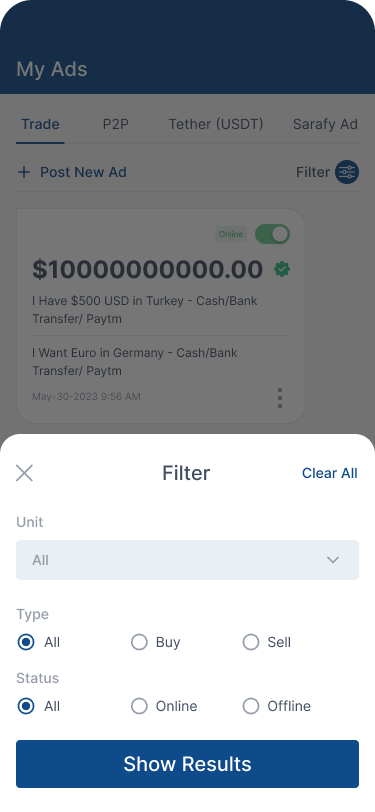 My Ads
Trade P2P Tether (USDT) Sarafy Ad
+ Post New Ad Filter
Online
$10000000000.00
I Have $500 USD in Turkey - Cash/Bank
Transfer/ Paytm
I Want Euro in Germany - Cash/Bank
Transfer/ Paytm
May-30-2023 9:56 AM
Filter Clear All
Unit
All
Type
All Buy Sell
Status
All Online Offline
Show Results